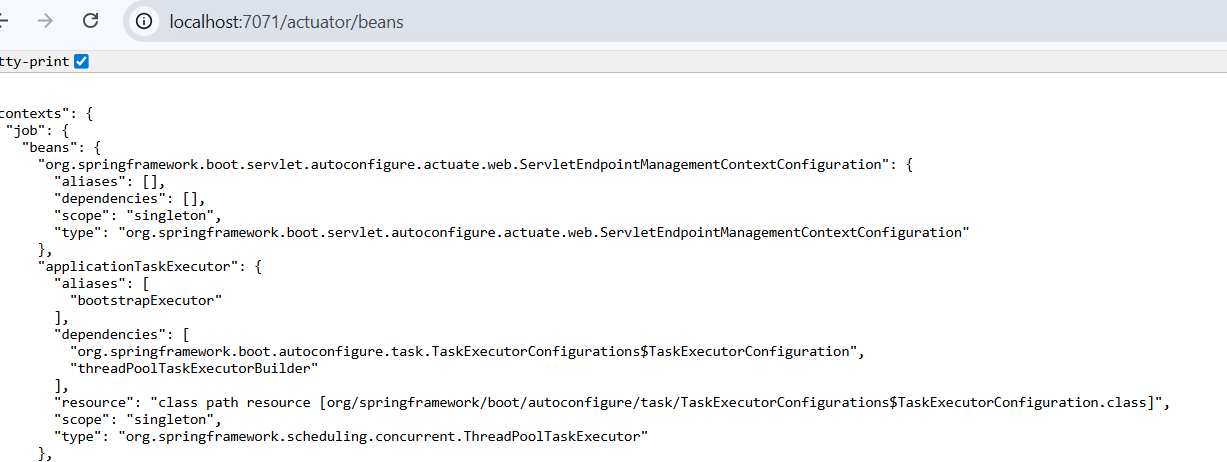 localhost:7071/actuator/beans
tty-print
contexts": {
"job": {
"beans": {
"org.springframework.boot.servlet.autoconfigure.actuate.web.ServletEndpointManagementContextConfiguration": {
"aliases": [],
"dependencies": [],
"scope": "singleton",
"type": "org.springframework.boot.servlet.autoconfigure.actuate.web.ServletEndpointManagementContextConfiguration"
},
"applicationTaskExecutor": {
"aliases": [
"bootstrapExecutor"
],
"dependencies": [
"org.springframework.boot.autoconfigure.task.TaskExecutorConfigurations$TaskExecutorConfiguration",
"threadPoolTaskExecutorBuilder"
],
"resource": "class path resource [org/springframework/boot/autoconfigure/task/TaskExecutorConfigurations$TaskExecutorConfiguration.class]",
"scope": "singleton",
"type": "org.springframework.scheduling.concurrent.ThreadPoolTaskExecutor"
},